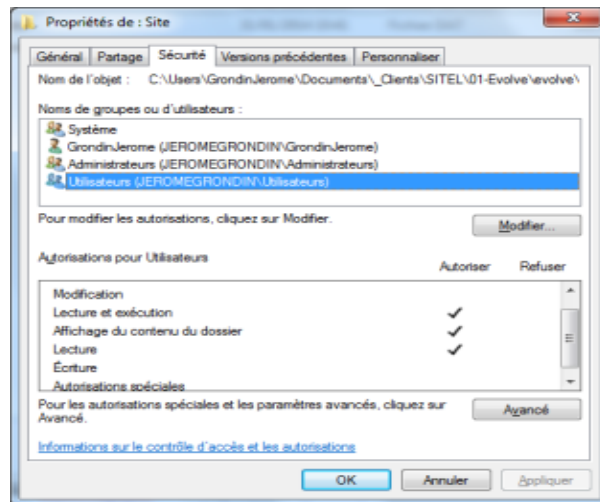 Propriétés de : Site
Général Partage Sécurité Versions précédentes Personnaliser
Nom de l'objet : C:\Users\GrondinJerome\Documents\_Clients\SITEL\01-Evolve\evolve\
Noms de groupes ou d'utilisateurs :
Système
GrondinJerome (JEROMEGRONDIN\GrondinJerome)
Administrateurs (JEROMEGRONDIN\Administrateurs)
Utilisateurs (JEROMEGRONDIN\Utilisateurs)
Pour modifier les autorisations, cliquez sur Modifier.
Modifier...
Autorisations pour Utilisateurs Autoriser Refuser
Modification
Lecture et exécution
Affichage du contenu du dossier
Lecture
Écriture
Autorisations spéciales
Pour les autorisations spéciales et les paramètres avancés, cliquez sur
Avancé.
Avancé
Informations sur le contrôle d'accès et les autorisations
OK Annuler Appliquer